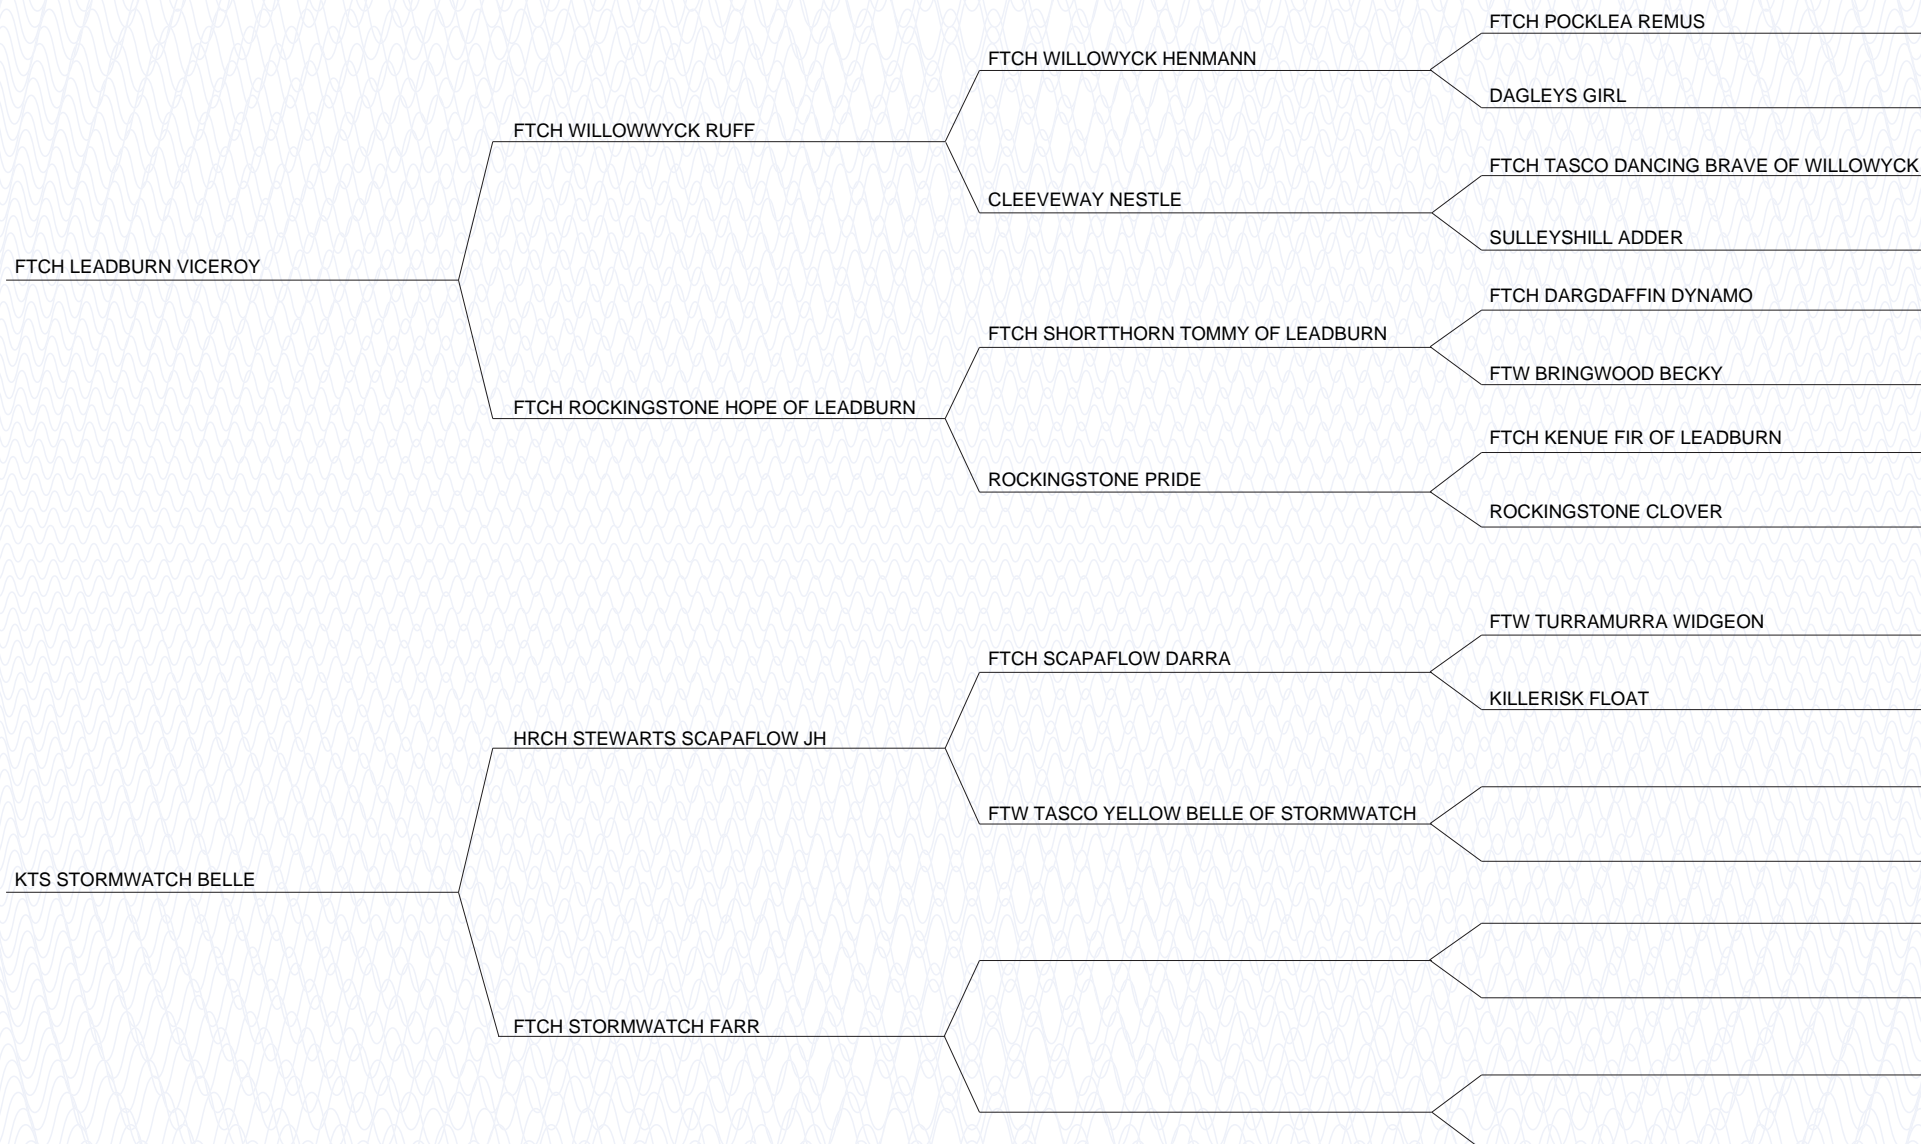 FTCH POCKLEA REMUS
FTCH WILLOWYCK HENMANN
DAGLEYS GIRL
FTCH WILLOWWYCK RUFF
FTCH TASCO DANCING BRAVE OF WILLOWYCK
CLEEVEWAY NESTLE
SULLEYSHILL ADDER
FTCH LEADBURN VICEROY
FTCH DARGDAFFIN DYNAMO
FTCH SHORTTHORN TOMMY OF LEADBURN
FTW BRINGWOOD BECKY
FTCH ROCKINGSTONE HOPE OF LEADBURN
FTCH KENUE FIR OF LEADBURN
ROCKINGSTONE PRIDE
ROCKINGSTONE CLOVER
FTW TURRAMURRA WIDGEON
FTCH SCAPAFLOW DARRA
KILLERISK FLOAT
HRCH STEWARTS SCAPAFLOW JH
FTW TASCO YELLOW BELLE OF STORMWATCH
KTS STORMWATCH BELLE
FTCH STORMWATCH FARR